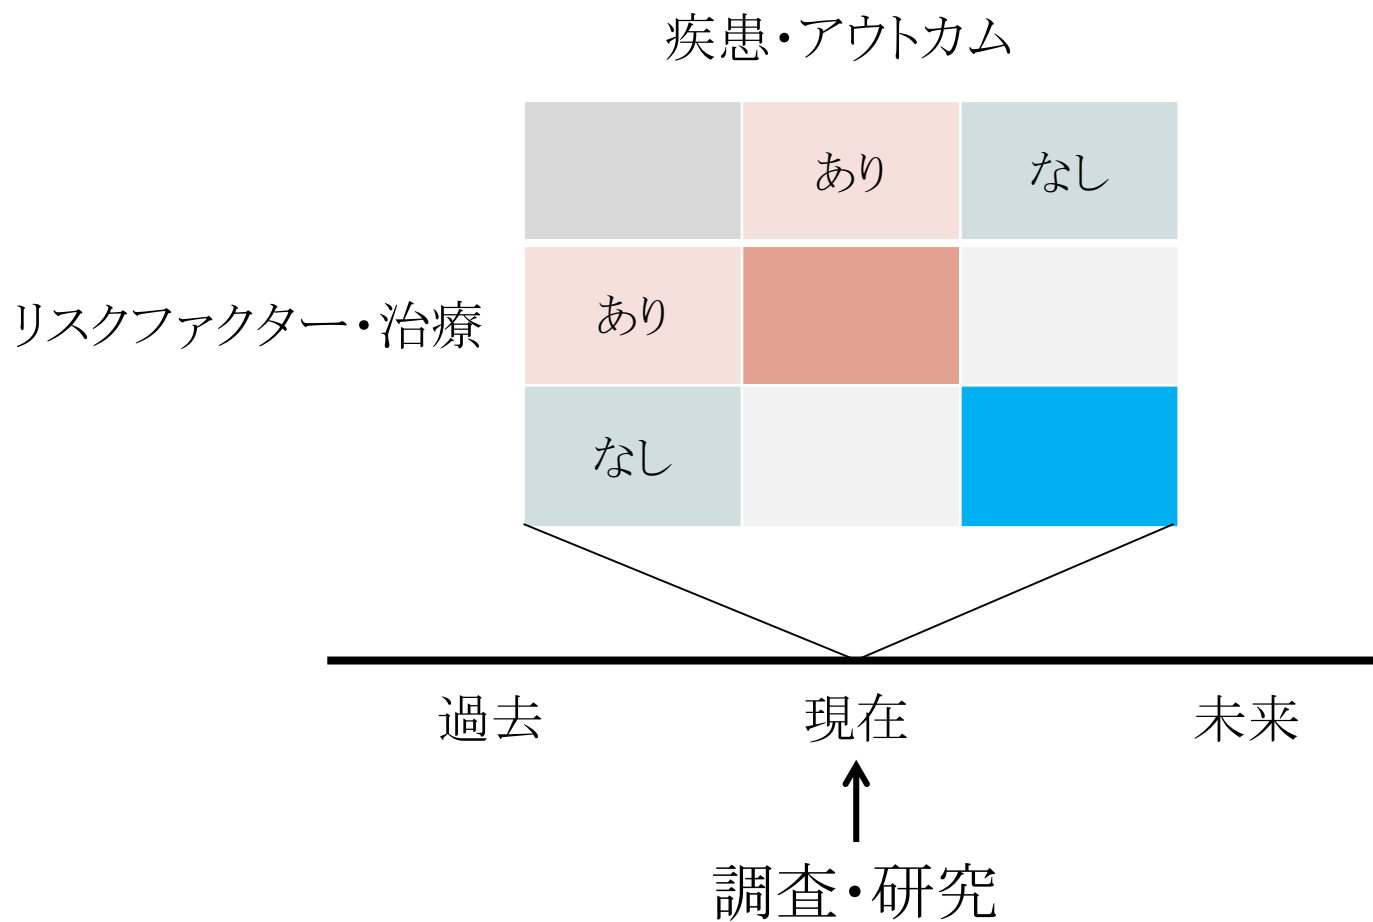 疾患・アウトカム
あり
なし
リスクファクター・治療
あり
なし
過去
現在
未来
調査・研究